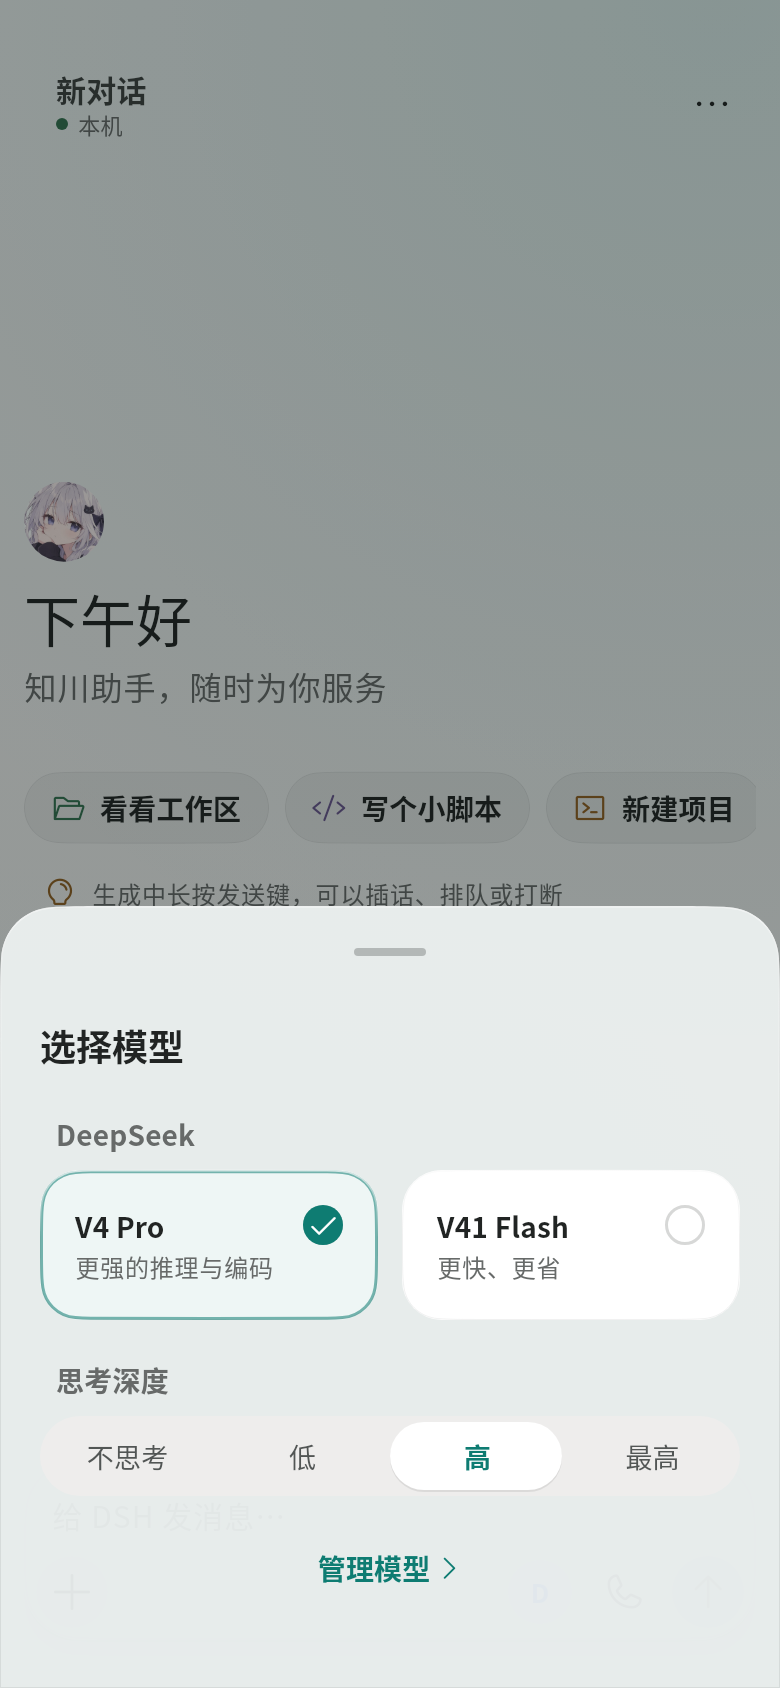 新对话
本机
下午好
知川助手，随时为你服务
看看工作区
写个小脚本
新建项目
生成中长按发送键，可以插话、排队或打断
选择模型
DeepSeek
V4 Pro
更强的推理与编码
V41 Flash
更快、更省
思考深度
不思考
低
高
最高
给 DSH 发消息…
管理模型
D